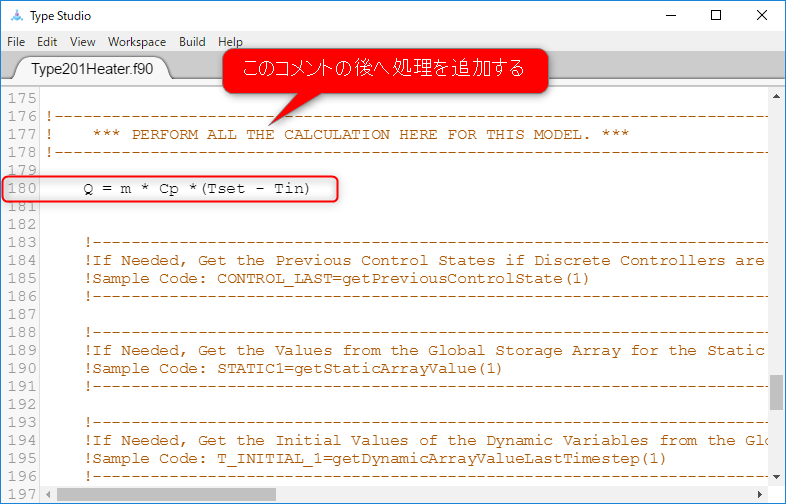 Type Studio
File Edit View Workspace Build Help
Type201Heater.f90
このコメントの後へ処理を追加する
175
176 !-----------------------------------------------------------------------
177 !    *** PERFORM ALL THE CALCULATION HERE FOR THIS MODEL. ***
178 !-----------------------------------------------------------------------
179
180    Q = m * Cp *(Tset - Tin)
181
182
183    !-------------------------------------------------------------------
184    !If Needed, Get the Previous Control States if Discrete Controllers are
185    !Sample Code: CONTROL_LAST=getPreviousControlState(1)
186    !-------------------------------------------------------------------
187
188    !-------------------------------------------------------------------
189    !If Needed, Get the Values from the Global Storage Array for the Static
190    !Sample Code: STATIC1=getStaticArrayValue(1)
191    !-------------------------------------------------------------------
192
193    !-------------------------------------------------------------------
194    !If Needed, Get the Initial Values of the Dynamic Variables from the Glo
195    !Sample Code: T_INITIAL_1=getDynamicArrayValueLastTimestep(1)
196    !-------------------------------------------------------------------
197